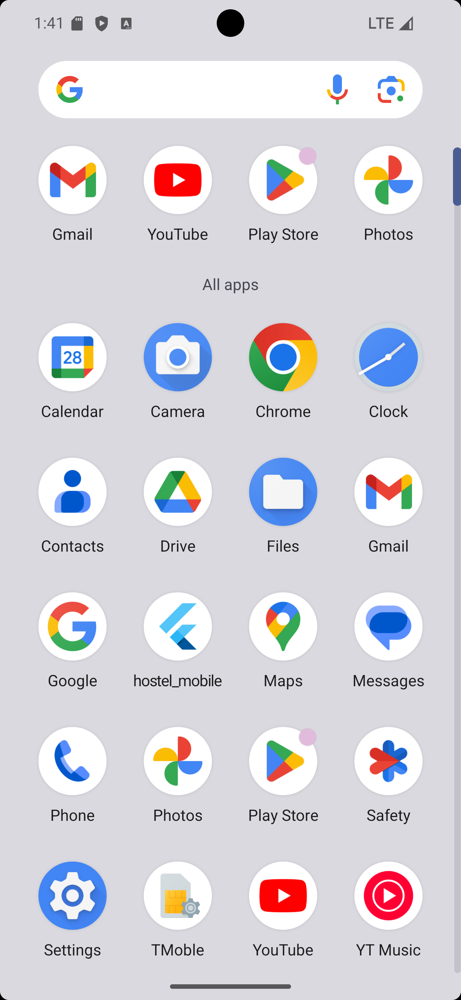 1:41 LTE
Gmail YouTube Play Store Photos
All apps
28
Calendar Camera Chrome Clock
Contacts Drive Files Gmail
Google hostel_mobile Maps Messages
Phone Photos Play Store Safety
Settings TMoble YouTube YT Music